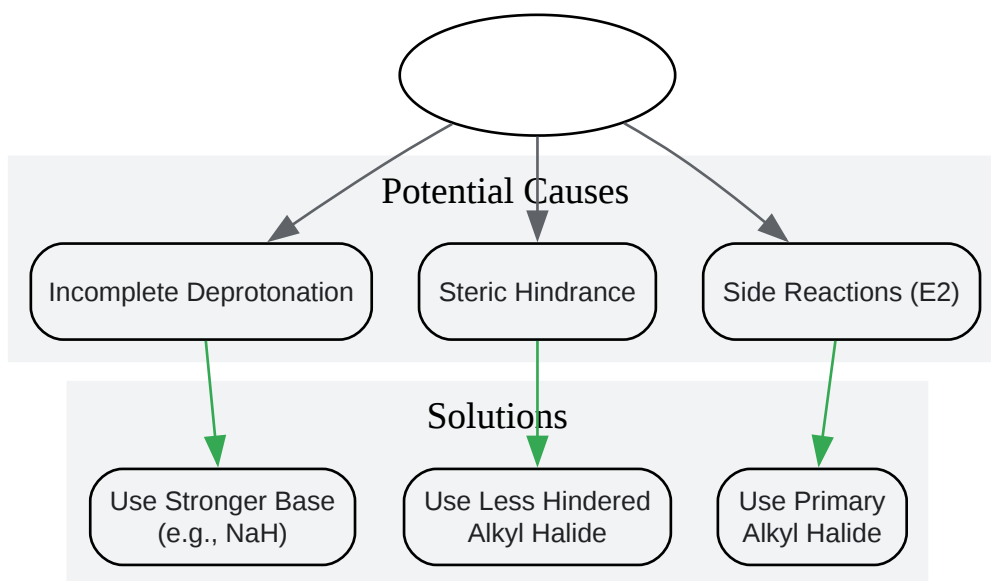 Potential Causes
Incomplete Deprotonation
Steric Hindrance
Side Reactions (E2)
Solutions
Use Stronger Base
(e.g., NaH)
Use Less Hindered
Alkyl Halide
Use Primary
Alkyl Halide